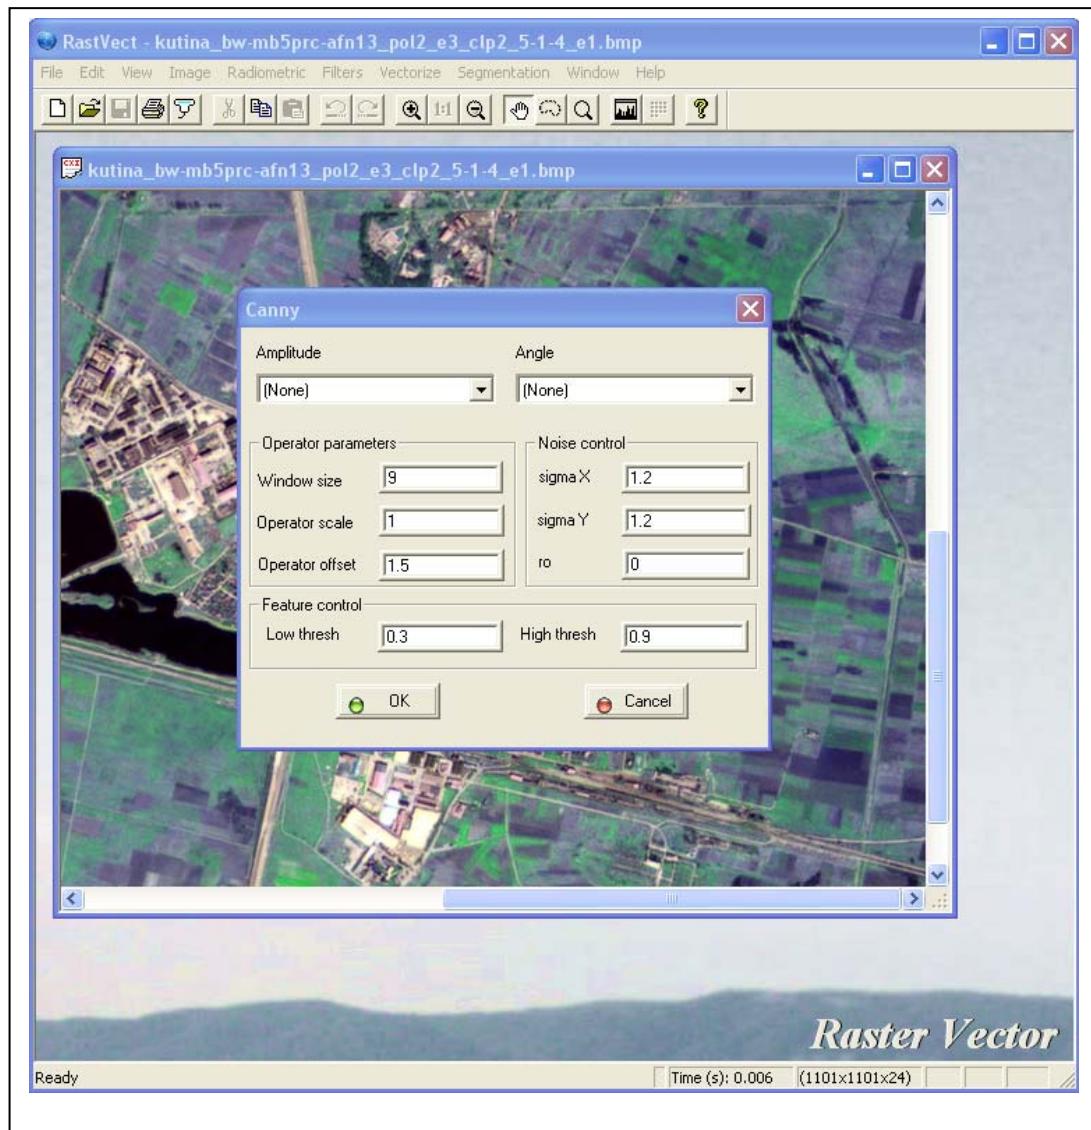 RastVect - kutina_bw-mb5prc-afn13_pol2_e3_clp2_5-1-4_e1.bmp
File Edit View Image Radiometric Filters Vectorize Segmentation Window Help
1:1
kutina_bw-mb5prc-afn13_pol2_e3_clp2_5-1-4_e1.bmp
Canny
Amplitude Angle
(None) (None)
Operator parameters Noise control
Window size 9 sigma X 1.2
Operator scale 1 sigma Y 1.2
Operator offset 1.5 ro 0
Feature control
Low thresh 0.3 High thresh 0.9
OK Cancel
Raster Vector
Ready Time (s): 0.006 (1101x1101x24)